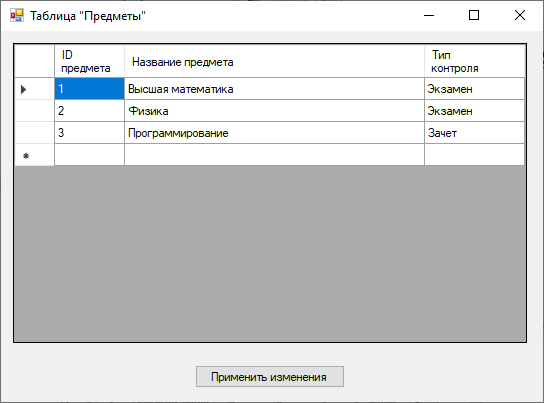 Таблица "Предметы"
ID предмета Название предмета Тип контроля
1 Высшая математика Экзамен
2 Физика Экзамен
3 Программирование Зачет
Применить изменения